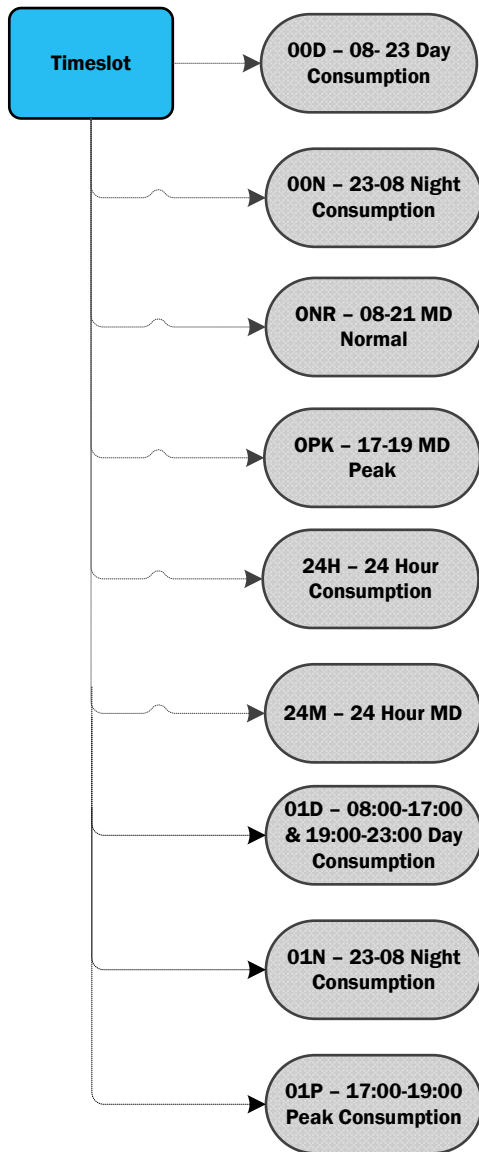 Timeslot
00D – 08- 23 Day
Consumption
00N – 23-08 Night
Consumption
ONR – 08-21 MD
Normal
OPK – 17-19 MD
Peak
24H – 24 Hour
Consumption
24M – 24 Hour MD
01D – 08:00-17:00
& 19:00-23:00 Day
Consumption
01N – 23-08 Night
Consumption
01P – 17:00-19:00
Peak Consumption